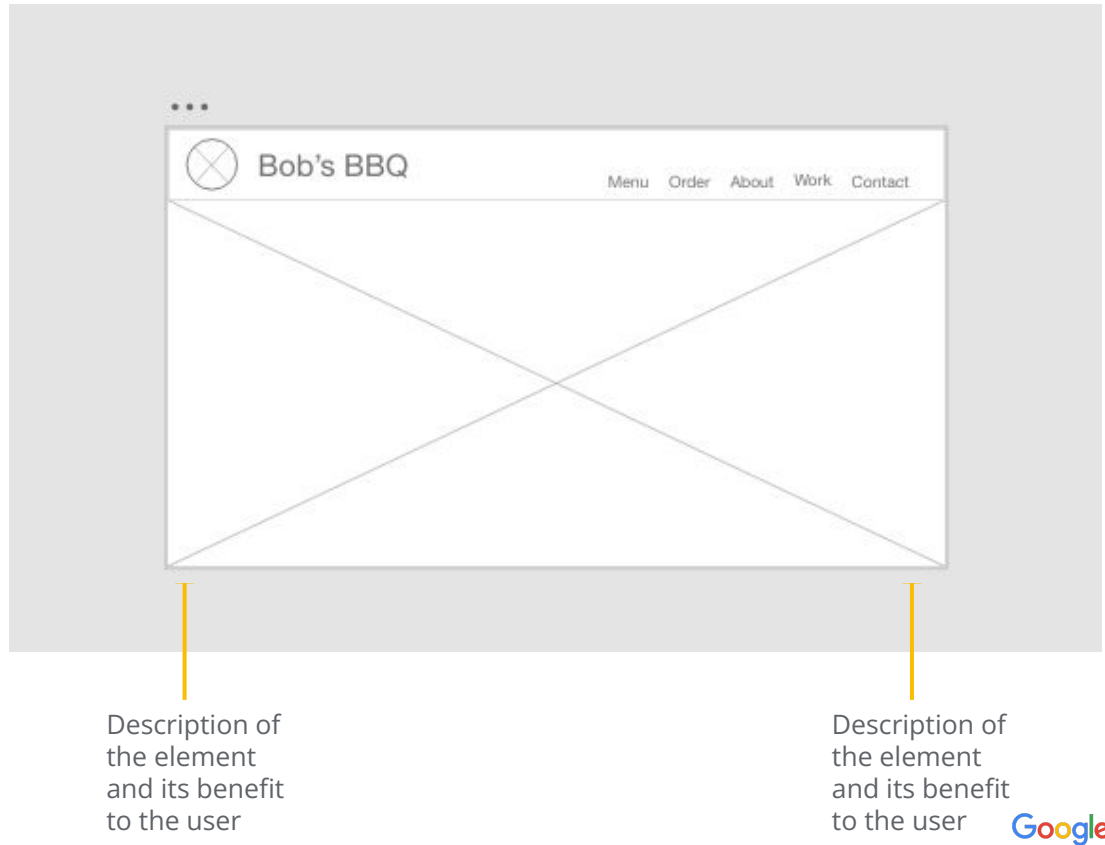 Bob's BBQ
Menu Order About Work Contact
Description of
the element
and its benefit
to the user
Description of
the element
and its benefit
to the user
Google